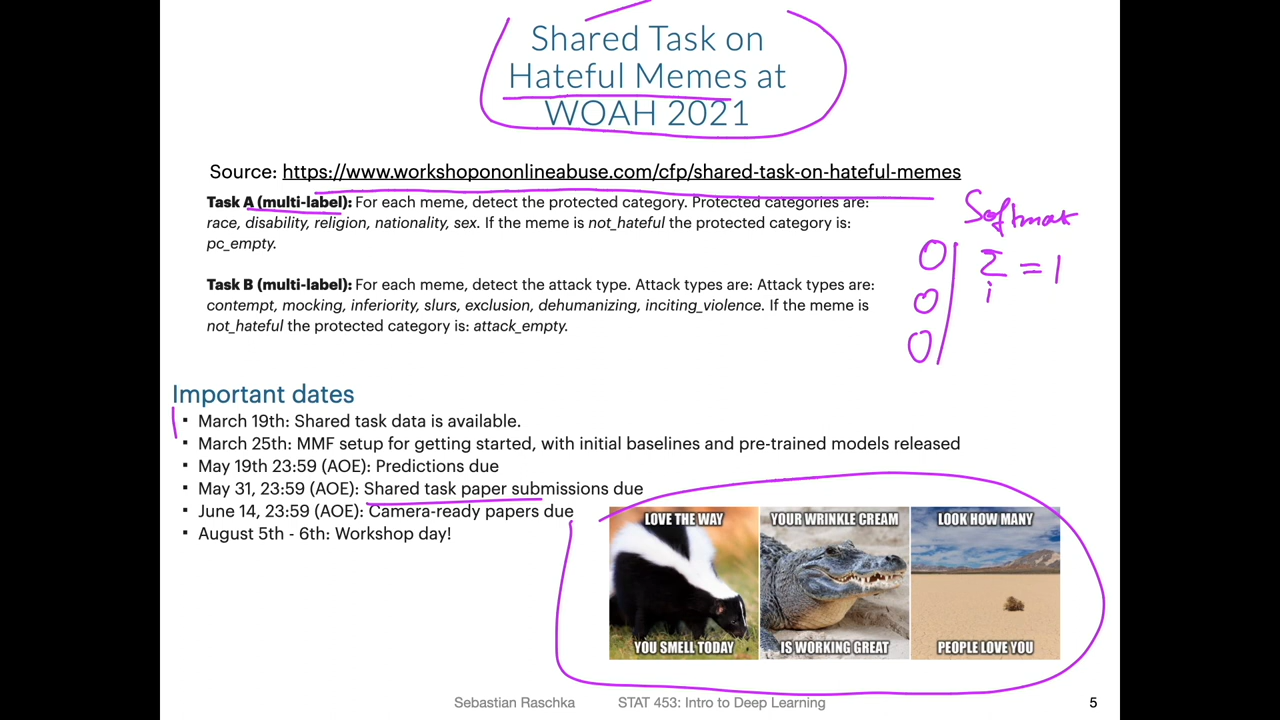 Shared Task on
Hateful Memes at
WOAH 2021
Source: https://www.workshopononlineabuse.com/cfp/shared-task-on-hateful-memes
Task A (multi-label): For each meme, detect the protected category. Protected categories are:
race, disability, religion, nationality, sex. If the meme is not_hateful the protected category is:
pc_empty.
Softmax
0
0
0
Σ = 1
i
Task B (multi-label): For each meme, detect the attack type. Attack types are: Attack types are:
contempt, mocking, inferiority, slurs, exclusion, dehumanizing, inciting_violence. If the meme is
not_hateful the protected category is: attack_empty.
Important dates
▪ March 19th: Shared task data is available.
▪ March 25th: MMF setup for getting started, with initial baselines and pre-trained models released
▪ May 19th 23:59 (AOE): Predictions due
▪ May 31, 23:59 (AOE): Shared task paper submissions due
▪ June 14, 23:59 (AOE): Camera-ready papers due
▪ August 5th - 6th: Workshop day!
LOVE THE WAY
YOU SMELL TODAY
YOUR WRINKLE CREAM
IS WORKING GREAT
LOOK HOW MANY
PEOPLE LOVE YOU
Sebastian Raschka STAT 453: Intro to Deep Learning 5